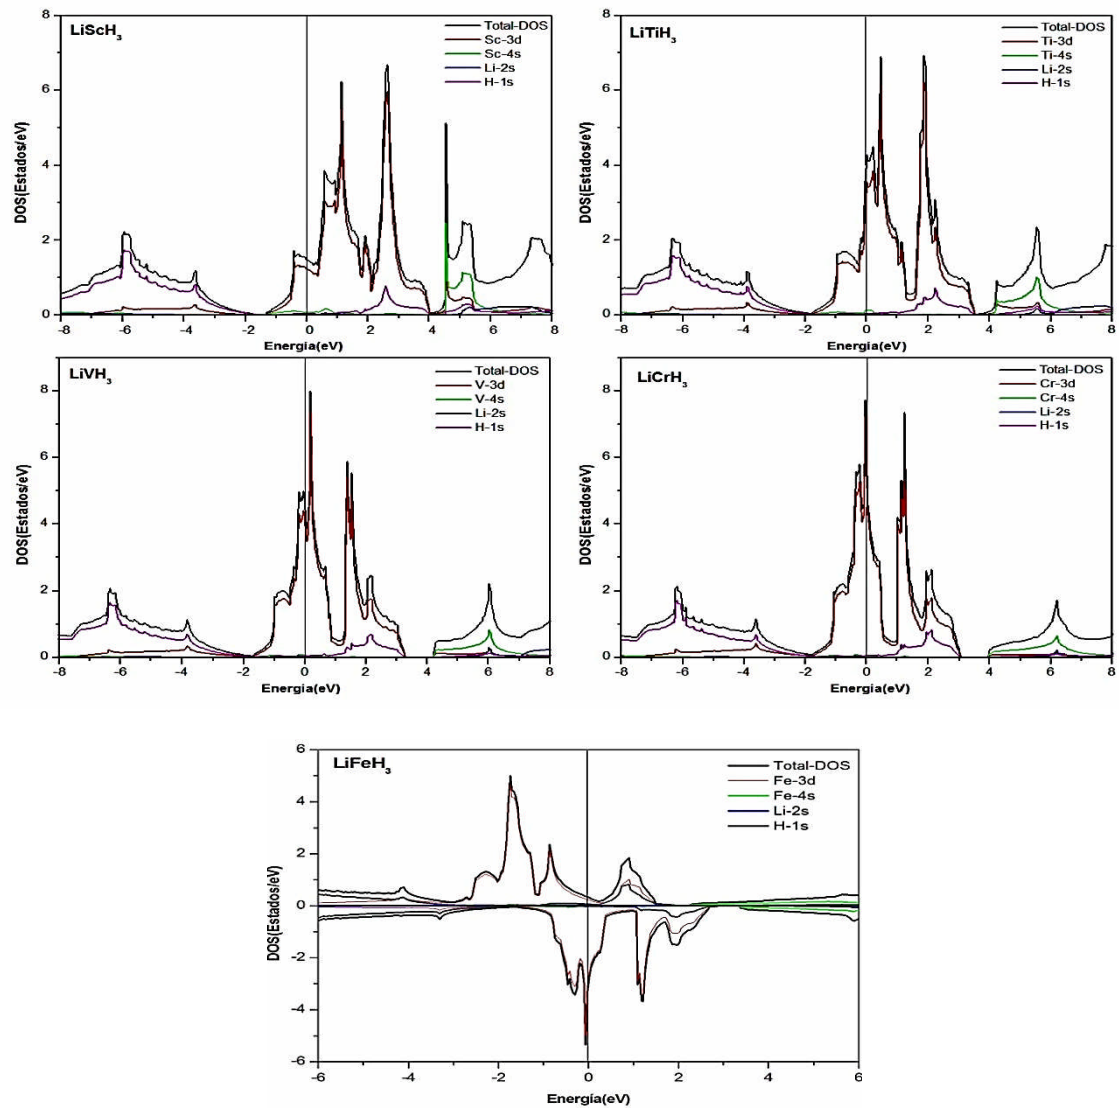 LiScH₃
Total-DOS
Sc-3d
Sc-4s
Li-2s
H-1s
DOS(Estados/eV)
8
6
4
2
0
-8 -6 -4 -2 0 2 4 6 8
Energia(eV)
LiTiH₃
Total-DOS
Ti-3d
Ti-4s
Li-2s
H-1s
DOS(Estados/eV)
8
6
4
2
0
-8 -6 -4 -2 0 2 4 6 8
Energia(eV)
LiVH₃
Total-DOS
V-3d
V-4s
Li-2s
H-1s
DOS(Estados/eV)
8
6
4
2
0
-8 -6 -4 -2 0 2 4 6 8
Energia(eV)
LiCrH₃
Total-DOS
Cr-3d
Cr-4s
Li-2s
H-1s
DOS(Estados/eV)
8
6
4
2
0
-8 -6 -4 -2 0 2 4 6 8
Energia(eV)
LiFeH₃
Total-DOS
Fe-3d
Fe-4s
Li-2s
H-1s
DOS(Estados/eV)
6
4
2
0
-2
-4
-6
-6 -4 -2 0 2 4 6
Energía(eV)